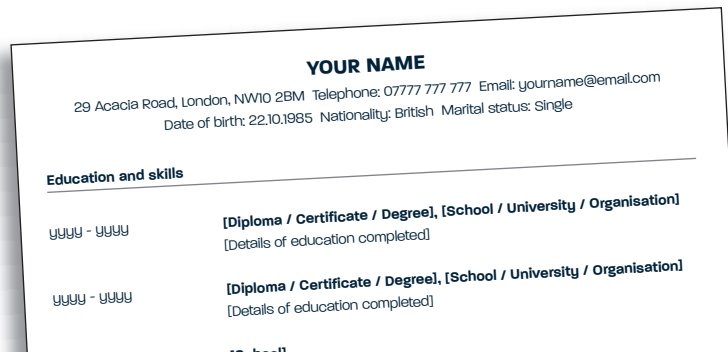 YOUR NAME
29 Acacia Road, London, NW10 2BM Telephone: 07777 777 777 Email: yourname@email.com
Date of birth: 22.10.1985 Nationality: British Marital status: Single
Education and skills
yyyy - yyyy [Diploma / Certificate / Degree], [School / University / Organisation]
[Details of education completed]
yyyy - yyyy [Diploma / Certificate / Degree], [School / University / Organisation]
[Details of education completed]
[School]